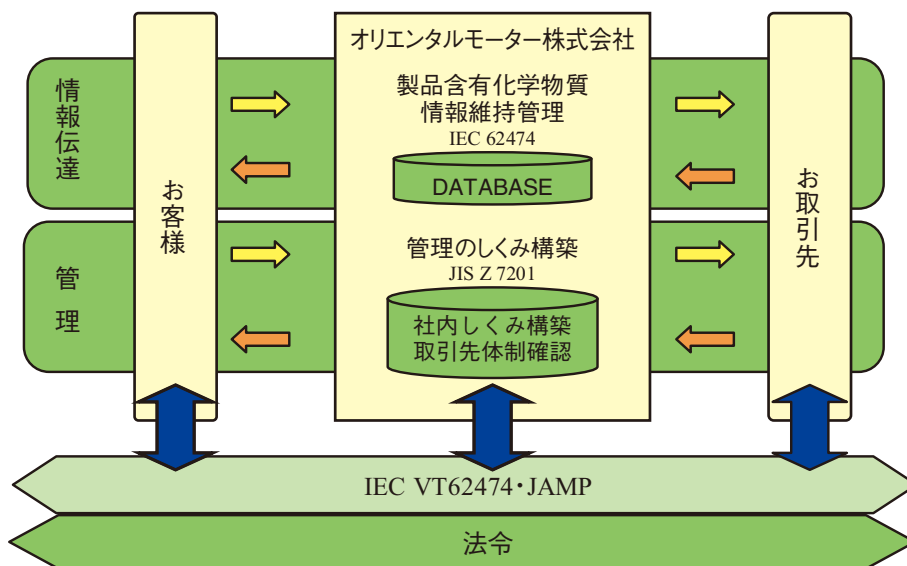 オリエンタルモーター株式会社
情報伝達
お客様
製品含有化学物質
情報維持管理
IEC 62474
DATABASE
お取引先
管理
管理のしくみ構築
JIS Z 7201
社内しくみ構築
取引先体制確認
IEC VT62474・JAMP
法令